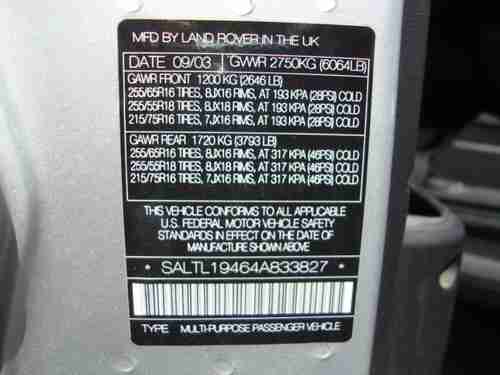 MFD BY LAND ROVER IN THE UK
DATE 09/03 GVWR 2750KG (6064LB)
GAWR FRONT 1200 KG (2646 LB)
255/65R16 TIRES, 8JX16 RIMS, AT 193 KPA (28PSI) COLD
255/55R18 TIRES, 8JX18 RIMS, AT 193 KPA (28PSI) COLD
215/75R16 TIRES, 7JX16 RIMS, AT 193 KPA (28PSI) COLD
GAWR REAR 1720 KG (3793 LB)
255/65R16 TIRES, 8JX16 RIMS, AT 317 KPA (46PSI) COLD
255/55R18 TIRES, 8JX18 RIMS, AT 317 KPA (46PSI) COLD
215/75R16 TIRES, 7JX16 RIMS, AT 317 KPA (46PSI) COLD
THIS VEHICLE CONFORMS TO ALL APPLICABLE
U.S. FEDERAL MOTOR VEHICLE SAFETY
STANDARDS IN EFFECT ON THE DATE OF
MANUFACTURE SHOWN ABOVE
SALTL19464A833827
TYPE MULTI-PURPOSE PASSENGER VEHICLE